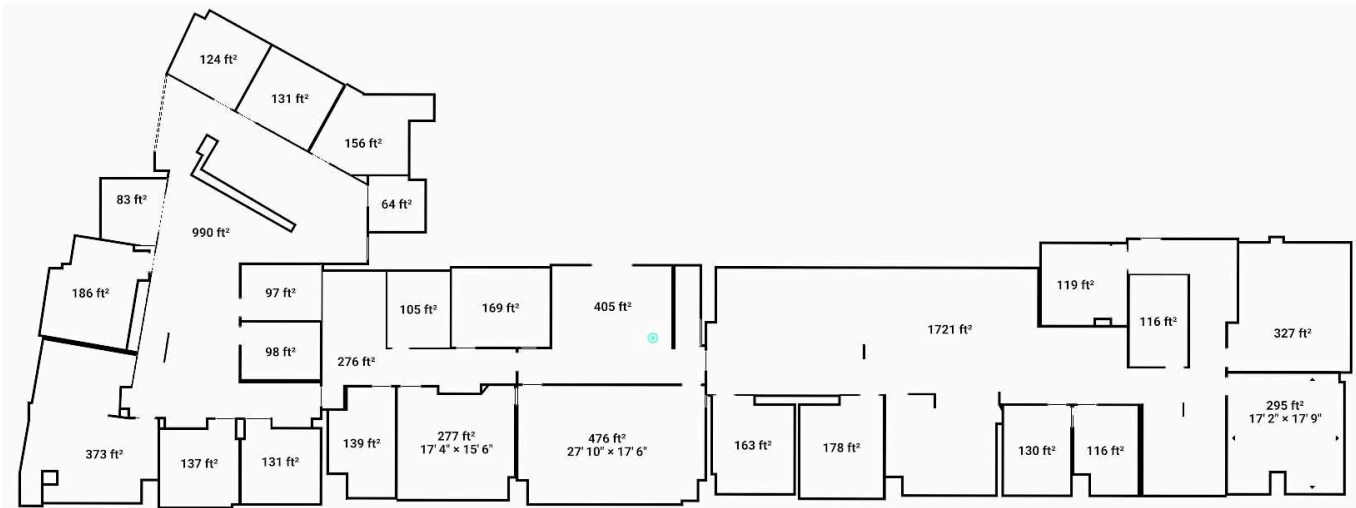 124 ft²
131 ft²
156 ft²
83 ft²
64 ft²
990 ft²
186 ft²
97 ft²
105 ft²
169 ft²
405 ft²
119 ft²
116 ft²
1721 ft²
327 ft²
98 ft²
276 ft²
295 ft²
17' 2" × 17' 9"
373 ft²
137 ft²
131 ft²
139 ft²
277 ft²
17' 4" × 15' 6"
476 ft²
27' 10" × 17' 6"
163 ft²
178 ft²
130 ft²
116 ft²